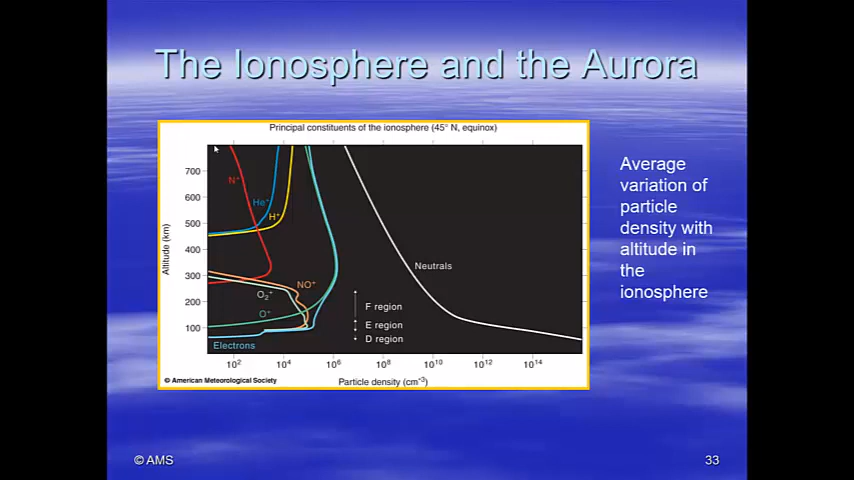 The Ionosphere and the Aurora
Principal constituents of the ionosphere (45° N, equinox)
Altitude (km)
700
600
500
400
300
200
100
N⁺
He⁺
H⁺
NO⁺
O₂⁺
O⁺
Electrons
Neutrals
F region
E region
D region
10² 10⁴ 10⁶ 10⁸ 10¹⁰ 10¹² 10¹⁴
Particle density (cm⁻³)
© American Meteorological Society
Average
variation of
particle
density with
altitude in
the
ionosphere
© AMS
33